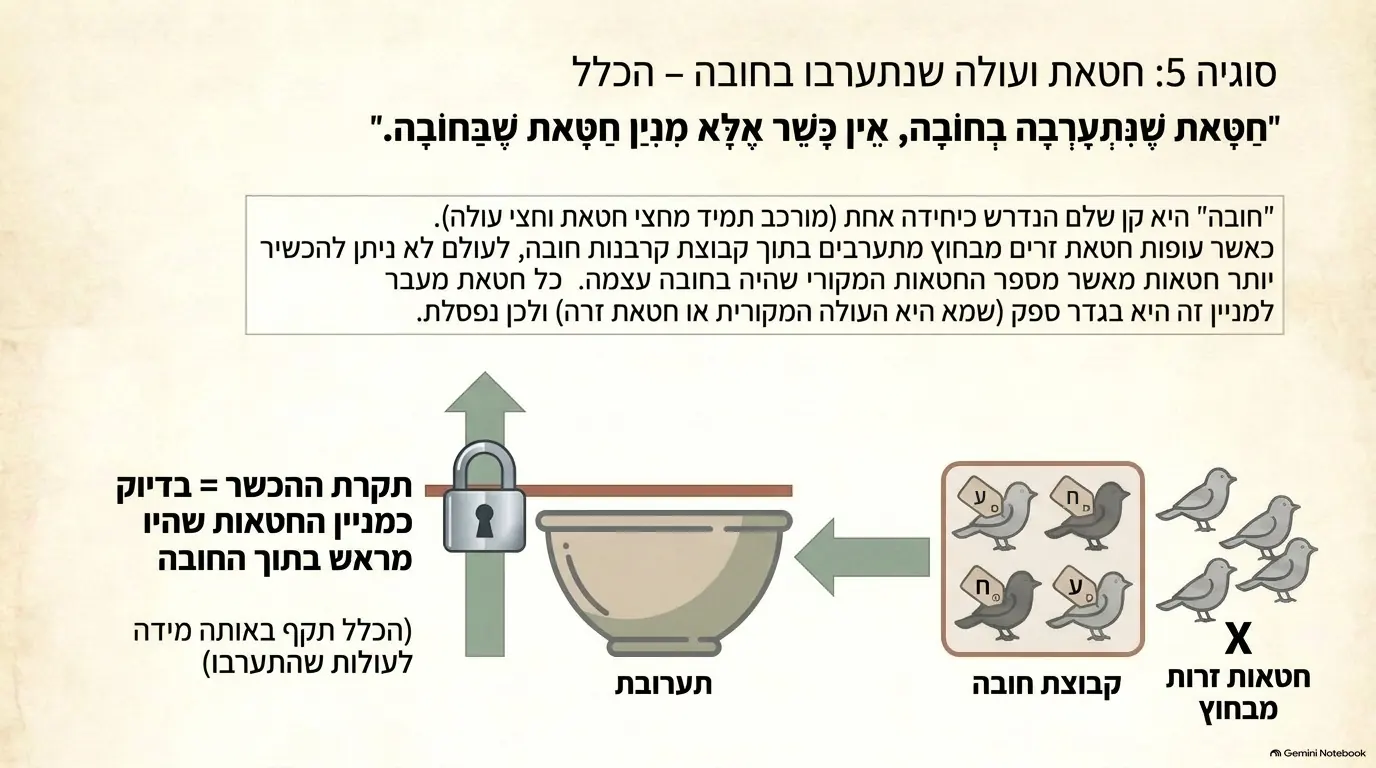 סוגיה 5: חטאת ועולה שנתערבו בחובה – הכלל
"חַטָּאת שֶׁנִּתְעָרְבָה בְחוֹבָה, אֵין כָּשֵׁר אֶלָּא מִנְיַן חַטָּאת שֶׁבַּחוֹבָה."
"חובה" היא קן שלם הנדרש כיחידה אחת (מורכב תמיד מחצי חטאת וחצי עולה).
כאשר עופות חטאת זרים מבחוץ מתערבים בתוך קבוצת קרבנות חובה, לעולם לא ניתן להכשיר
יותר חטאות מאשר מספר החטאות המקורי שהיה בחובה עצמה. כל חטאת מעבר
למניין זה היא בגדר ספק (שמא היא העולה המקורית או חטאת זרה) ולכן נפסלת.
ע
ח
ח
ע
X
חטאות זרות
מבחוץ
קבוצת חובה
תערובת
תקרת ההכשר = בדיוק
כמניין החטאות שהיו
מראש בתוך החובה
(הכלל תקף באותה מידה
לעולות שהתערבו)
Gemini Notebook